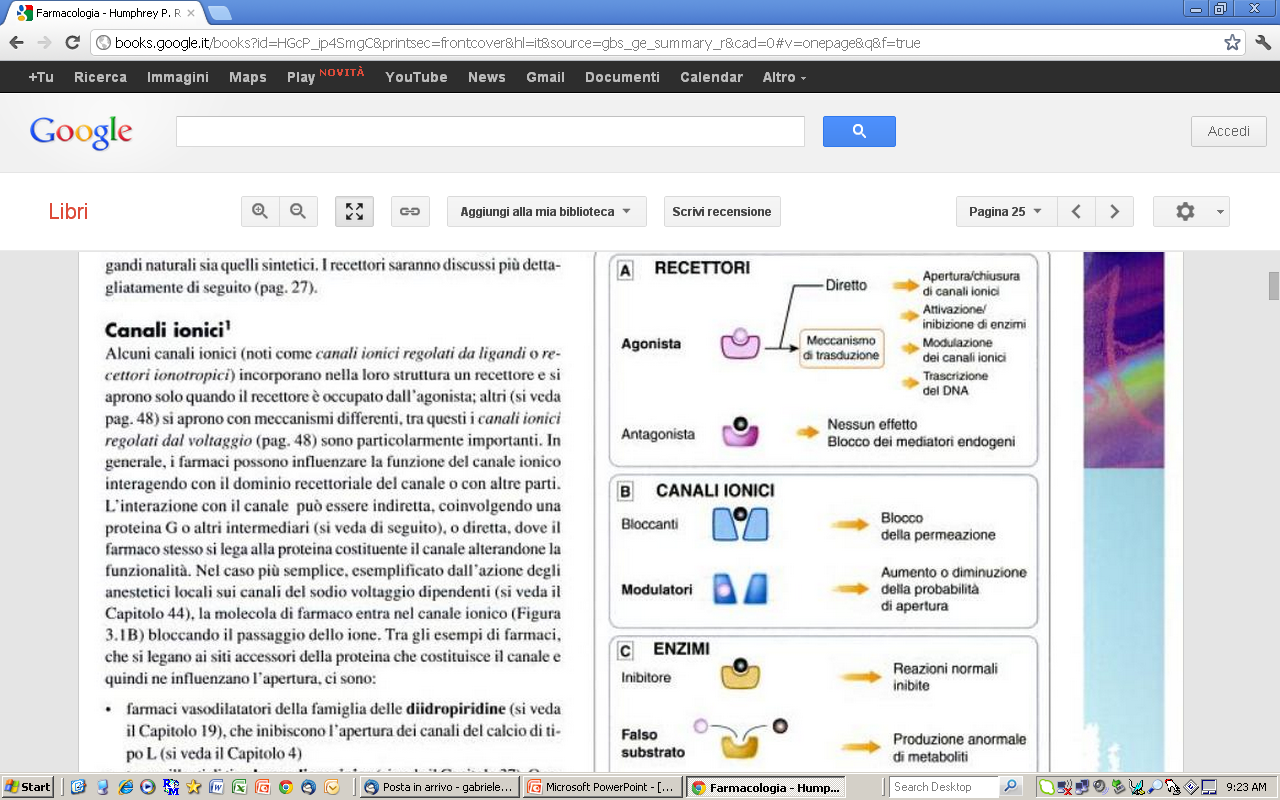 Farmacologia - Humphrey P. R
books.google.it/books?id=HGcP_ip4SmgC&printsec=frontcover&hl=it&source=gbs_ge_summary_r&cad=0#v=onepage&q&f=true
+Tu Ricerca Immagini Maps Play NOVITÀ YouTube News Gmail Documenti Calendar Altro
Google
Accedi
Libri
Aggiungi alla mia biblioteca
Scrivi recensione
Pagina 25
gandi naturali sia quelli sintetici. I recettori saranno discussi più detta-
gliatamente di seguito (pag. 27).
Canali ionici¹
Alcuni canali ionici (noti come canali ionici regolati da ligandi o re-
cettori ionotropici) incorporano nella loro struttura un recettore e si
aprono solo quando il recettore è occupato dall'agonista; altri (si veda
pag. 48) si aprono con meccanismi differenti, tra questi i canali ionici
regolati dal voltaggio (pag. 48) sono particolarmente importanti. In
generale, i farmaci possono influenzare la funzione del canale ionico
interagendo con il dominio recettoriale del canale o con altre parti.
L'interazione con il canale può essere indiretta, coinvolgendo una
proteina G o altri intermediari (si veda di seguito), o diretta, dove il
farmaco stesso si lega alla proteina costituente il canale alterandone la
funzionalità. Nel caso più semplice, esemplificato dall'azione degli
anestetici locali sui canali del sodio voltaggio dipendenti (si veda il
Capitolo 44), la molecola di farmaco entra nel canale ionico (Figura
3.1B) bloccando il passaggio dello ione. Tra gli esempi di farmaci,
che si legano ai siti accessori della proteina che costituisce il canale e
quindi ne influenzano l'apertura, ci sono:
• farmaci vasodilatatori della famiglia delle diidropiridine (si veda
il Capitolo 19), che inibiscono l'apertura dei canali del calcio di ti-
po L (si veda il Capitolo 4)
A RECETTORI
Agonista
Diretto
Meccanismo
di trasduzione
Apertura/chiusura
di canali ionici
Attivazione/
inibizione di enzimi
Modulazione
dei canali ionici
Trascrizione
del DNA
Antagonista
Nessun effetto
Blocco dei mediatori endogeni
B CANALI IONICI
Bloccanti
Blocco
della permeazione
Modulatori
Aumento o diminuzione
della probabilità
di apertura
C ENZIMI
Inibitore
Reazioni normali
inibite
Falso
substrato
Produzione anormale
di metaboliti
Start
Posta in arrivo - gabriele...
Microsoft PowerPoint - [...
Farmacologia - Hump...
Search Desktop
9:23 AM